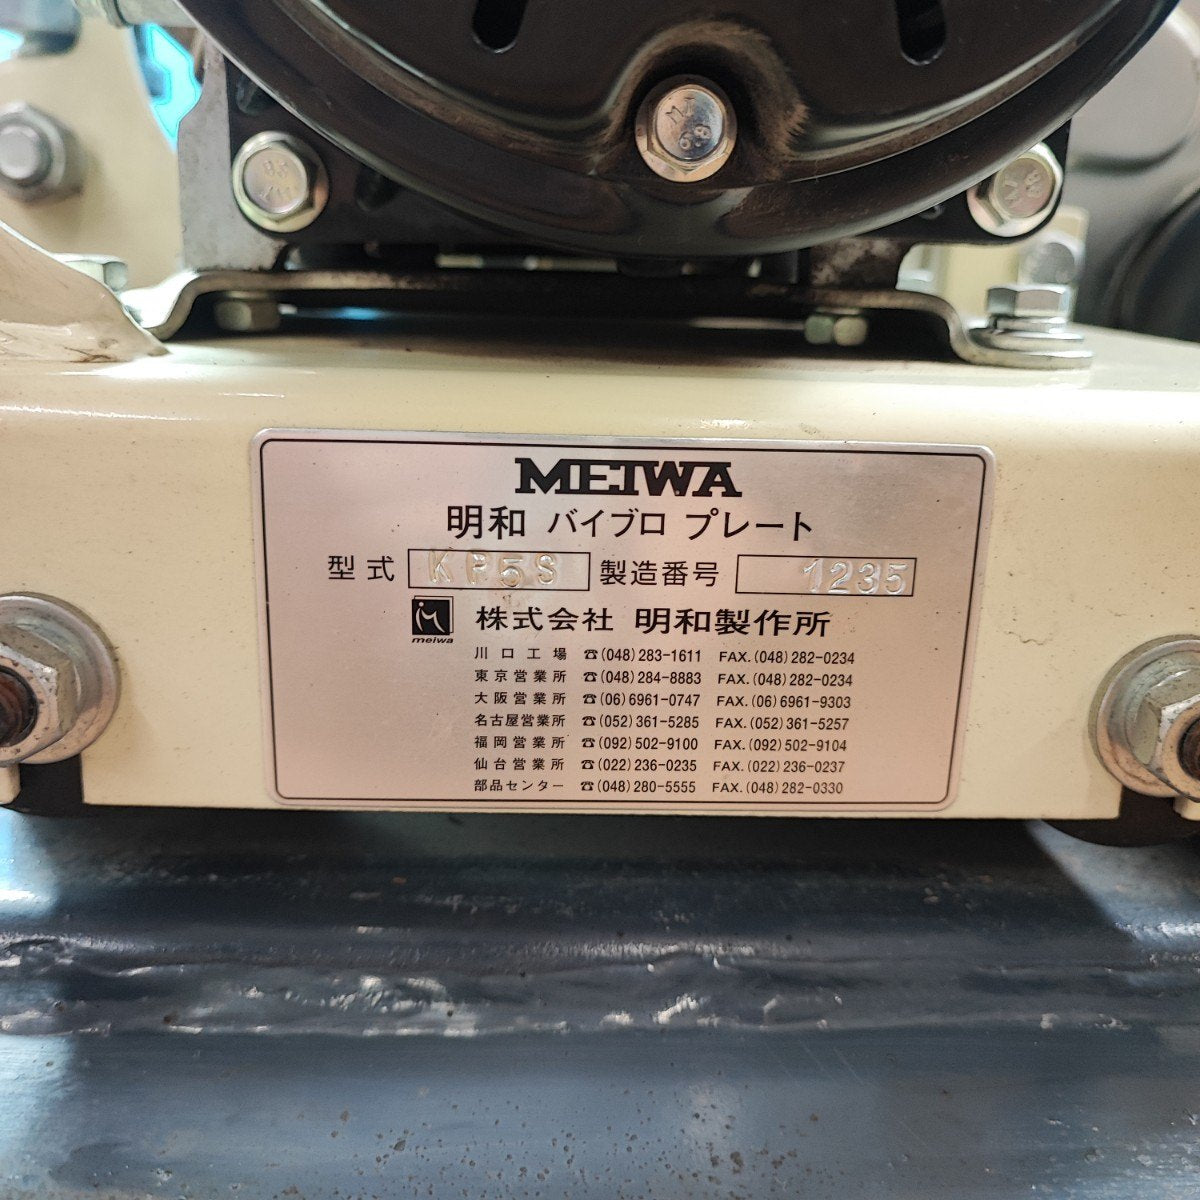 MEIWA
明和 バイブロ プレート
型式 KP5S 製造番号 1235
meiwa
株式会社 明和製作所
川口工場 ☎(048)283-1611 FAX.(048)282-0234
東京営業所 ☎(048)284-8883 FAX.(048)282-0234
大阪営業所 ☎(06)6961-0747 FAX.(06)6961-9303
名古屋営業所 ☎(052)361-5285 FAX.(052)361-5257
福岡営業所 ☎(092)502-9100 FAX.(092)502-9104
仙台営業所 ☎(022)236-0235 FAX.(022)236-0237
部品センター ☎(048)280-5555 FAX.(048)282-0330